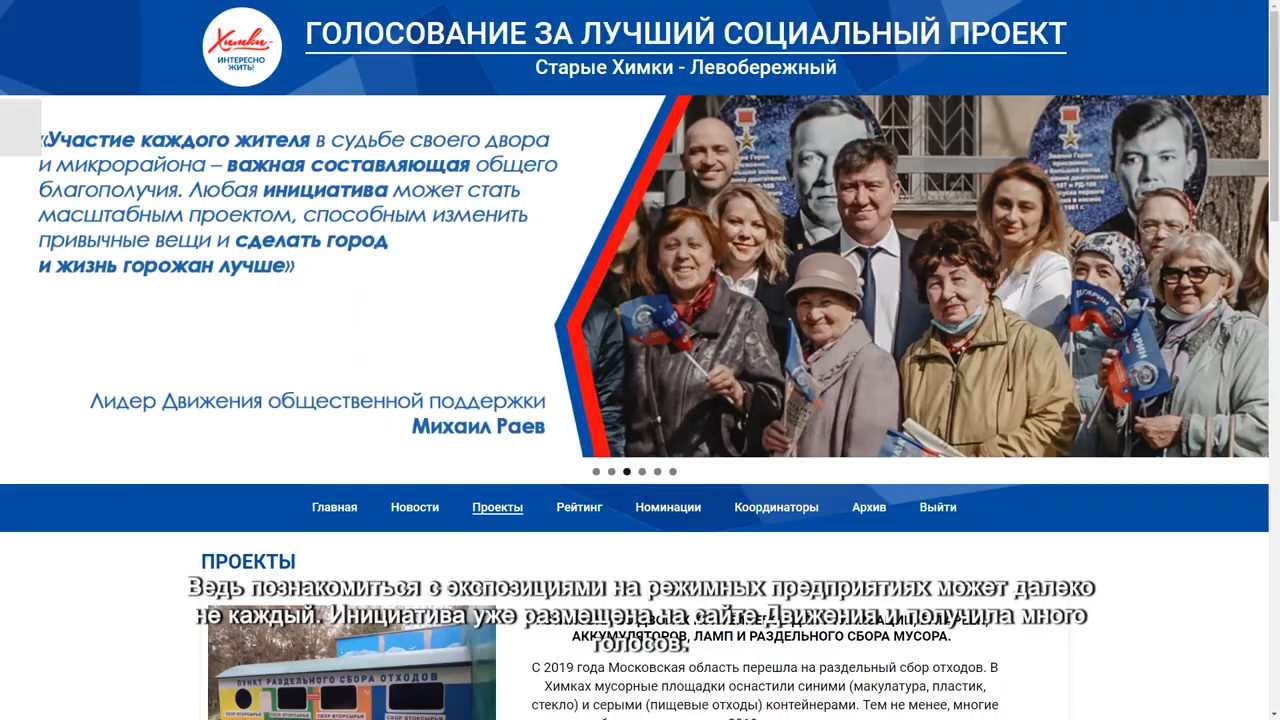 Химки-
ИНТЕРЕСНО
ЖИТЬ!
ГОЛОСОВАНИЕ ЗА ЛУЧШИЙ СОЦИАЛЬНЫЙ ПРОЕКТ
Старые Химки - Левобережный
«Участие каждого жителя в судьбе своего двора
и микрорайона – важная составляющая общего
благополучия. Любая инициатива может стать
масштабным проектом, способным изменить
привычные вещи и сделать город
и жизнь горожан лучше»
Лидер Движения общественной поддержки
Михаил Раев
Главная Новости Проекты Рейтинг Номинации Координаторы Архив Выйти
ПРОЕКТЫ
Ведь познакомиться с экспозициями на режимных предприятиях может далеко
не каждый. Инициатива уже размещена на сайте Движения и получила много
голосов.
АККУМУЛЯТОРОВ, ЛАМП И РАЗДЕЛЬНОГО СБОРА МУСОРА.
С 2019 года Московская область перешла на раздельный сбор отходов. В
Химках мусорные площадки оснастили синими (макулатура, пластик,
стекло) и серыми (пищевые отходы) контейнерами. Тем не менее, многие
ПУНКТ РАЗДЕЛЬНОГО СБОРА ОТХОДОВ